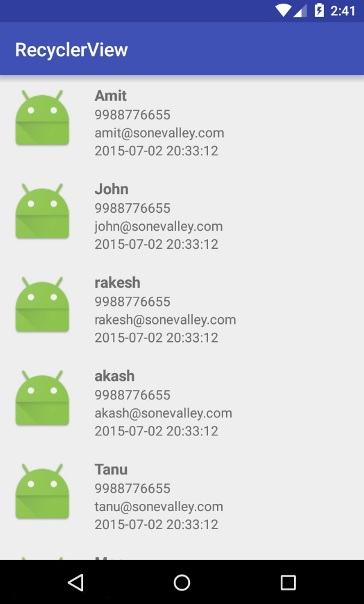 2:41
RecyclerView
Amit
9988776655
amit@sonevalley.com
2015-07-02 20:33:12
John
9988776655
john@sonevalley.com
2015-07-02 20:33:12
rakesh
9988776655
rakesh@sonevalley.com
2015-07-02 20:33:12
akash
9988776655
akash@sonevalley.com
2015-07-02 20:33:12
Tanu
9988776655
tanu@sonevalley.com
2015-07-02 20:33:12